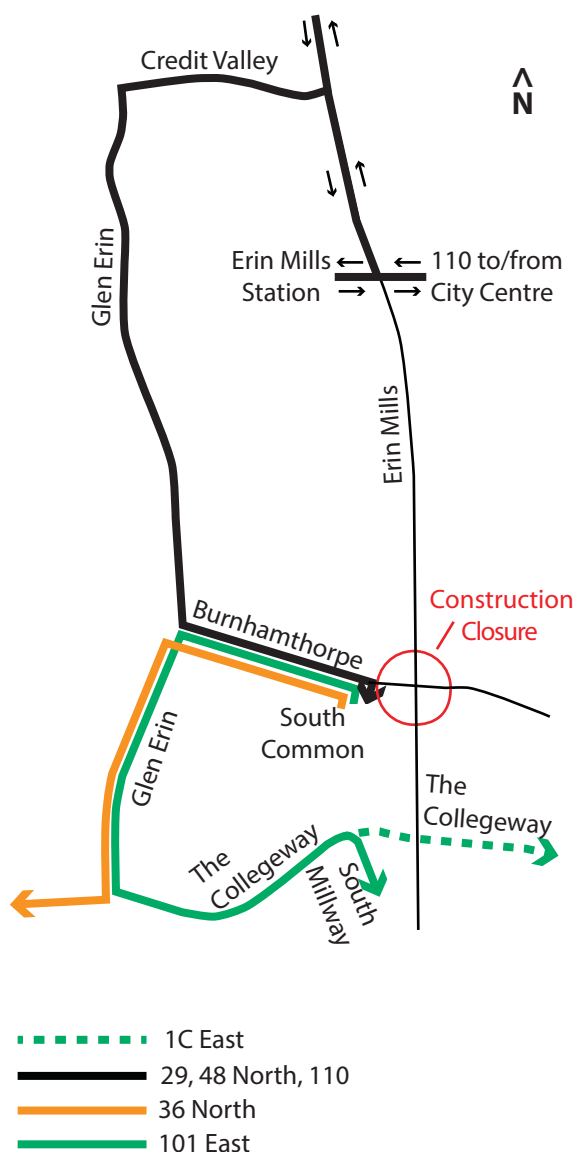 Credit Valley
^
N
Glen Erin
Erin Mills
Station
110 to/from
City Centre
Erin Mills
Construction
Closure
Burnhamthorpe
South
Common
Glen Erin
The
Collegeway
The
Collegeway
South
Millway
1C East
29, 48 North, 110
36 North
101 East